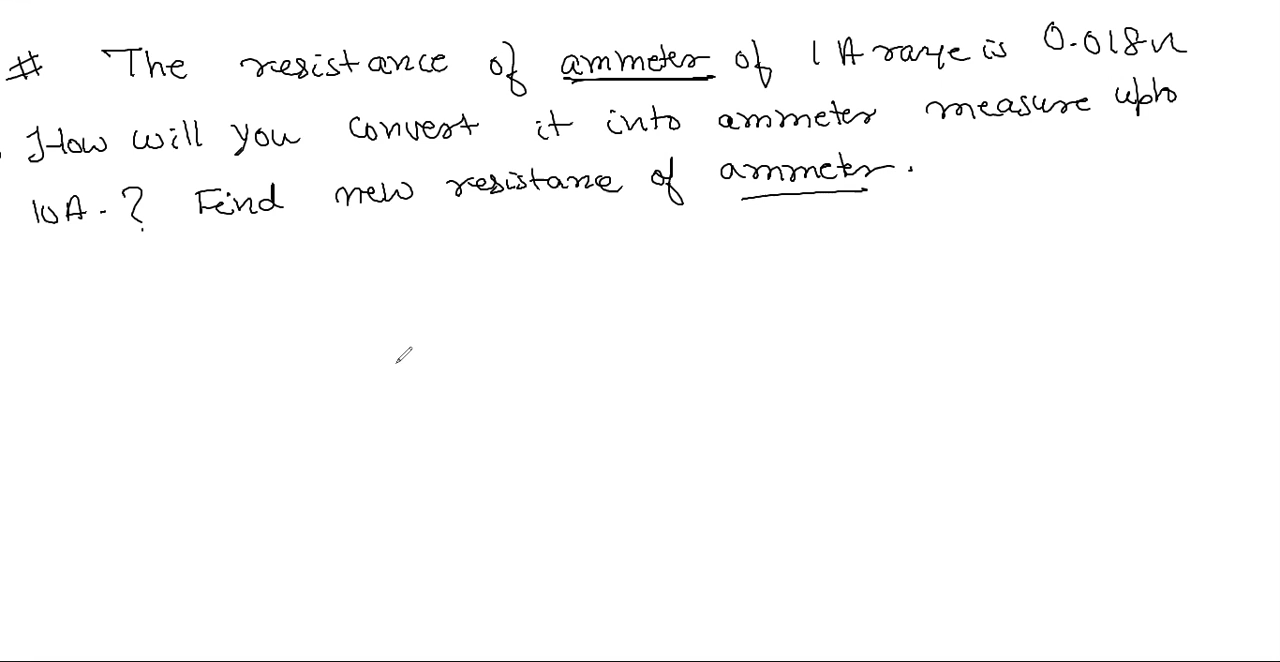 # The resistance of ammeter of 1 A range is 0.018Ω
How will you convert it into ammeter measure upto
10A.? Find new resistance of ammeter.